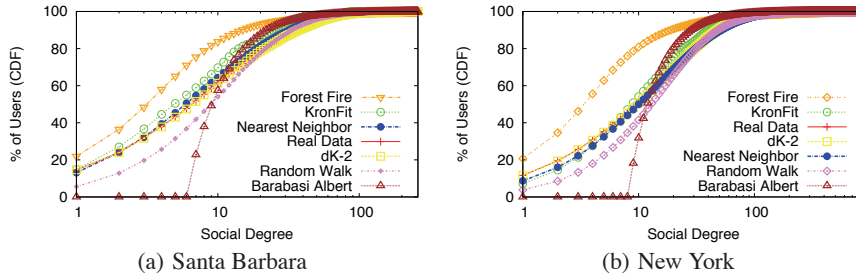 % of Users (CDF)
100
80
60
40
20
0
Forest Fire
KronFit
Nearest Neighbor
Real Data
dK-2
Random Walk
Barabasi Albert
1
10
100
Social Degree
(a) Santa Barbara
% of Users (CDF)
100
80
60
40
20
0
Forest Fire
KronFit
Real Data
dK-2
Nearest Neighbor
Random Walk
Barabasi Albert
1
10
100
1000
Social Degree
(b) New York